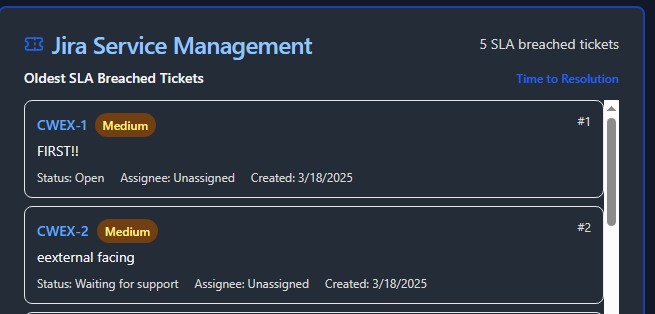 Jira Service Management
5 SLA breached tickets
Oldest SLA Breached Tickets
Time to Resolution
CWEX-1 Medium #1
FIRST!!
Status: Open Assignee: Unassigned Created: 3/18/2025
CWEX-2 Medium #2
eexternal facing
Status: Waiting for support Assignee: Unassigned Created: 3/18/2025